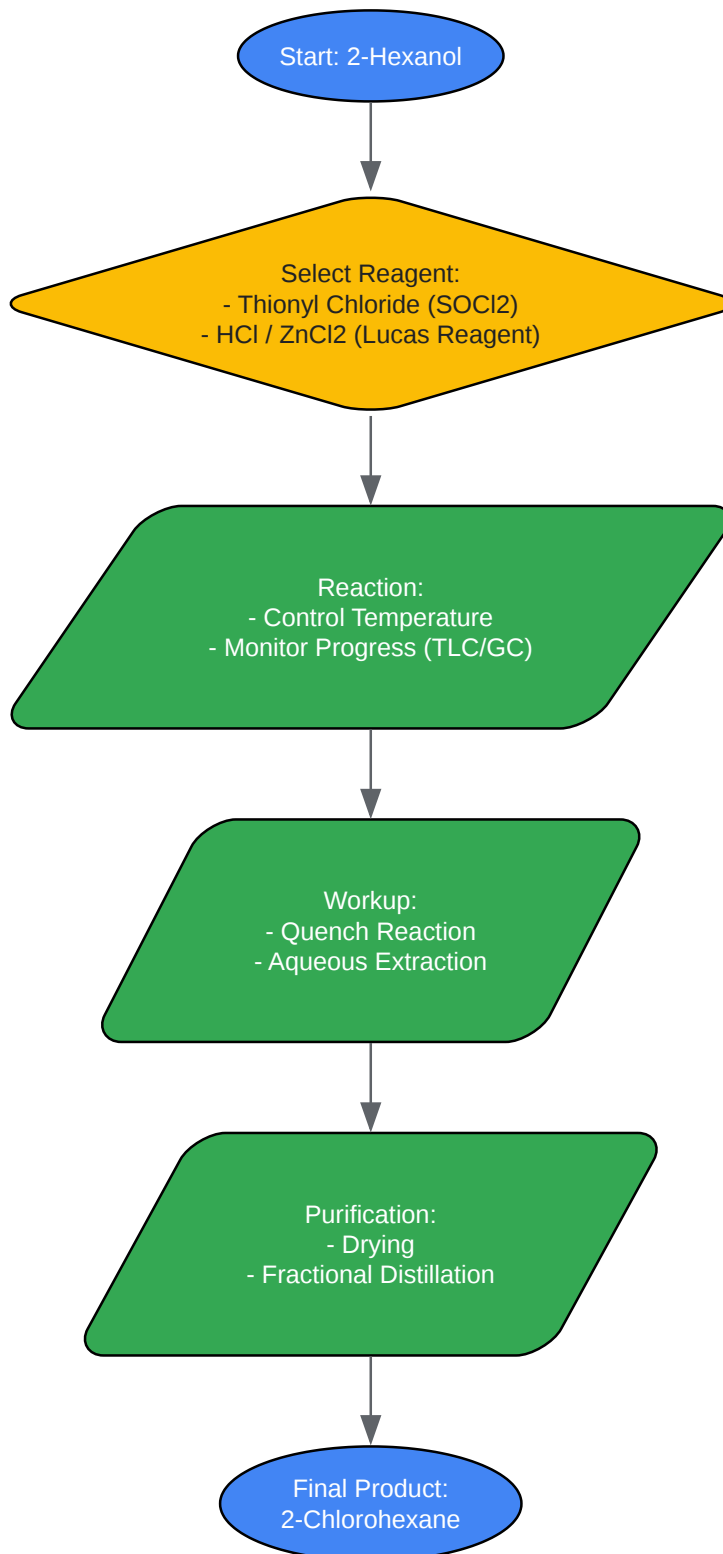 Start: 2-Hexanol
Select Reagent:
- Thionyl Chloride (SOCl2)
- HCl / ZnCl2 (Lucas Reagent)
Reaction:
- Control Temperature
- Monitor Progress (TLC/GC)
Workup:
- Quench Reaction
- Aqueous Extraction
Purification:
- Drying
- Fractional Distillation
Final Product:
2-Chlorohexane